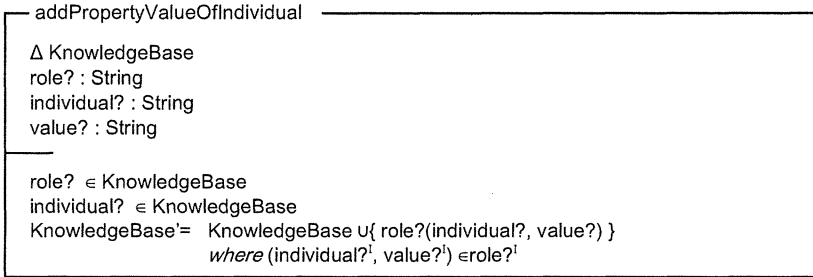 addPropertyValueOfIndividual
Δ KnowledgeBase
role? : String
individual? : String
value? : String
role? ∈ KnowledgeBase
individual? ∈ KnowledgeBase
KnowledgeBase'= KnowledgeBase ∪{ role?(individual?, value?) }
where (individual?ᴵ, value?ᴵ) ∈role?ᴵ